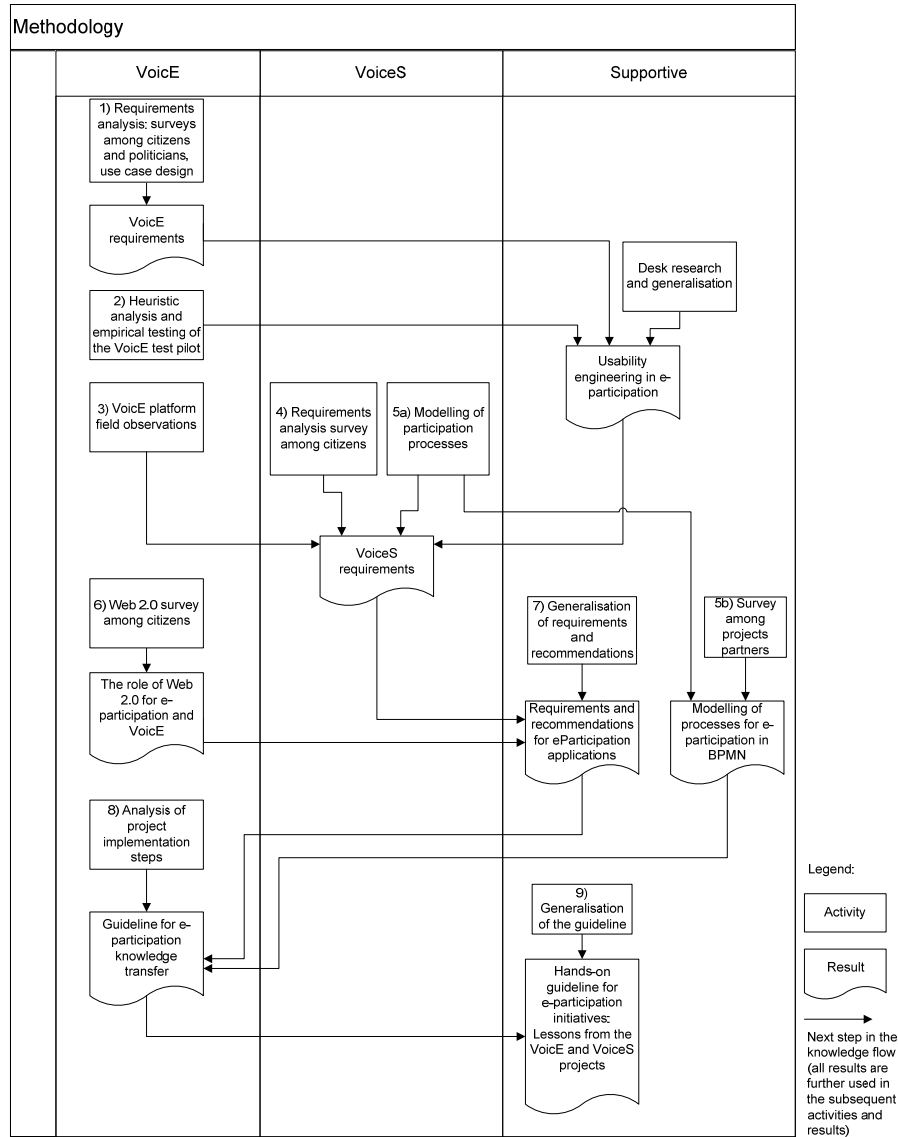 Methodology
VoicE
VoiceS
Supportive
1) Requirements
analysis: surveys
among citizens
and politicians,
use case design
VoicE
requirements
Desk research
and generalisation
2) Heuristic
analysis and
empirical testing of
the VoicE test pilot
Usability
engineering in e-
participation
3) VoicE platform
field observations
4) Requirements
analysis survey
among citizens
5a) Modelling of
participation
processes
VoiceS
requirements
6) Web 2.0 survey
among citizens
7) Generalisation
of requirements
and
recommendations
5b) Survey
among
projects
partners
The role of Web
2.0 for e-
participation and
VoicE
Requirements and
recommendations
for eParticipation
applications
Modelling of
processes for e-
participation in
BPMN
8) Analysis of
project
implementation
steps
Guideline for e-
participation
knowledge
transfer
9)
Generalisation
of the guideline
Hands-on
guideline for
e-participation
initiatives:
Lessons from the
VoicE and VoiceS
projects
Legend:
Activity
Result
Next step in the
knowledge flow
(all results are
further used in
the subsequent
activities and
results)